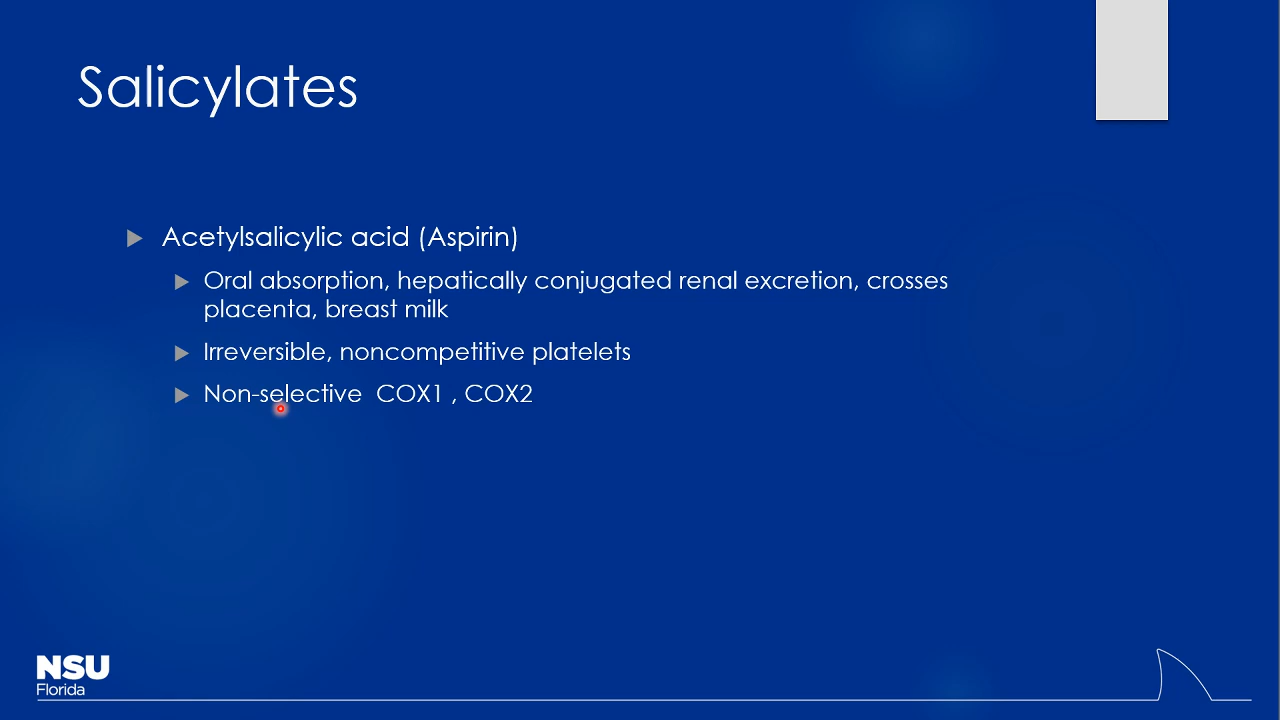 Salicylates
Acetylsalicylic acid (Aspirin)
Oral absorption, hepatically conjugated renal excretion, crosses
placenta, breast milk
Irreversible, noncompetitive platelets
Non-selective  COX1 , COX2
NSU
Florida